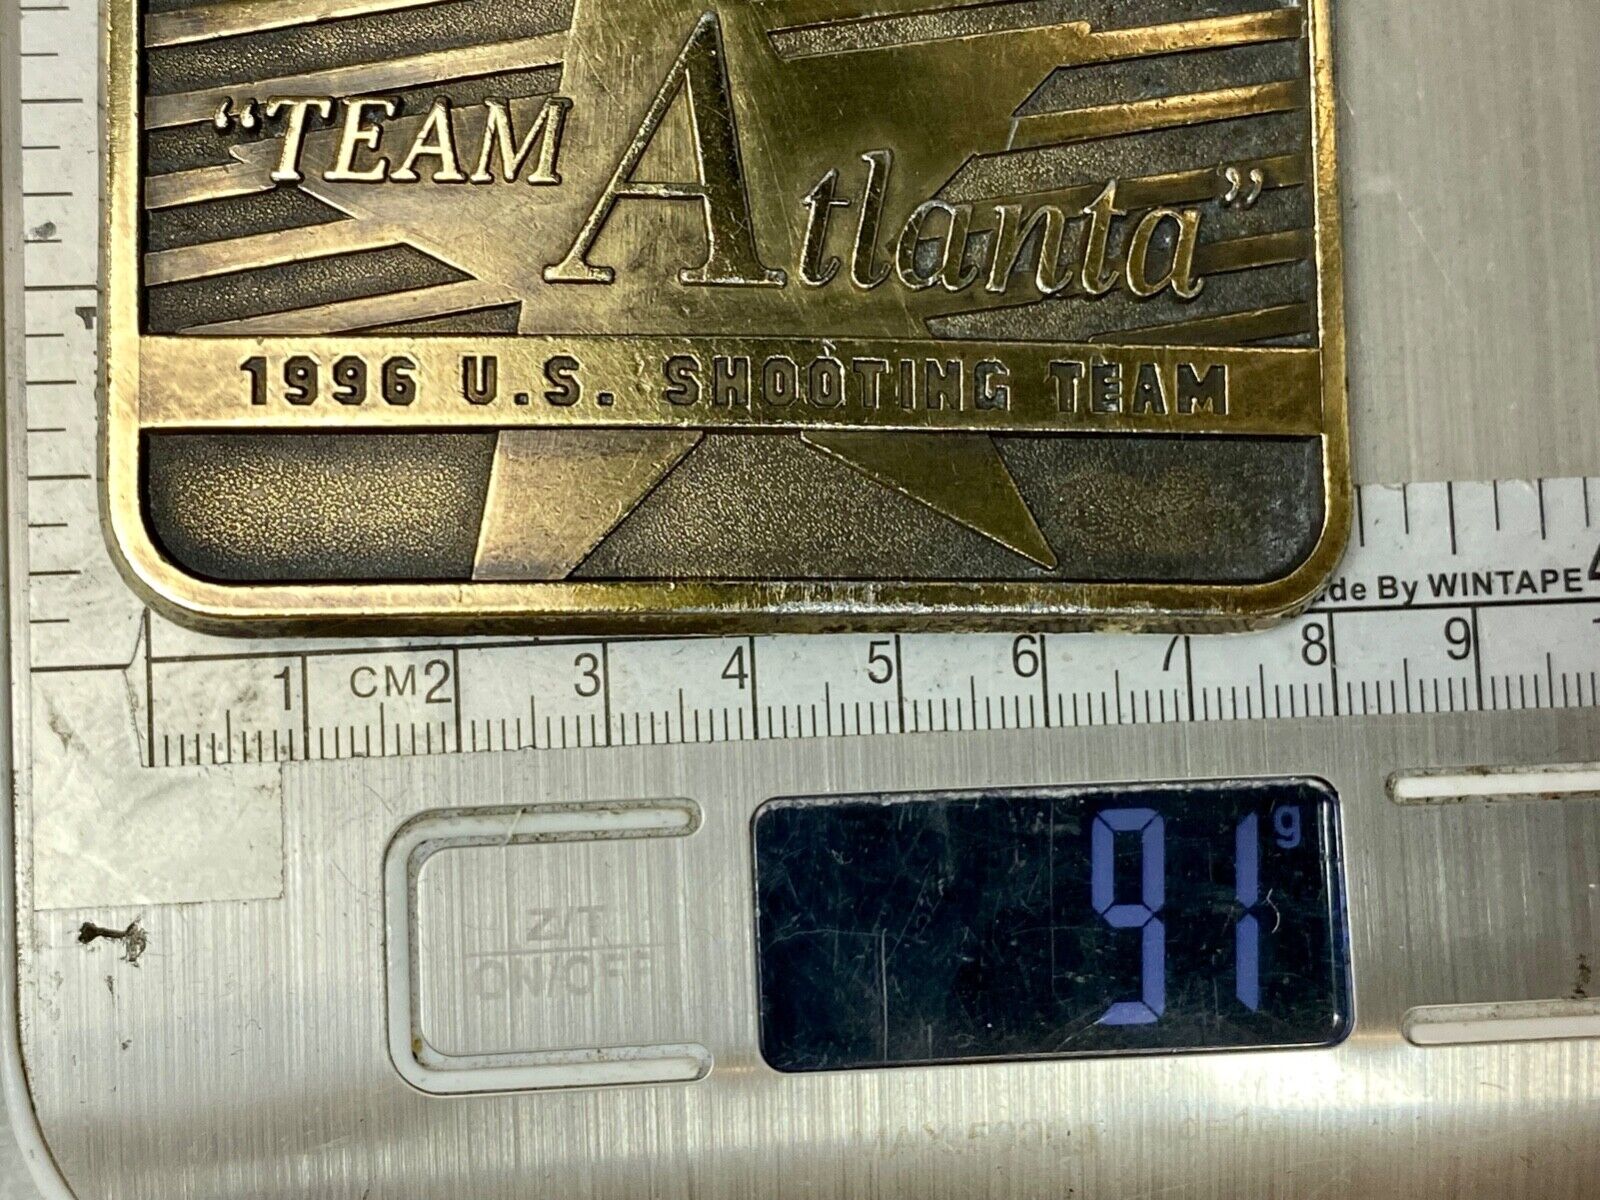 “TEAM Atlanta”
1996 U.S. SHOOTING TEAM
By WINTAPE 4
1 CM 2 3 4 5 6 7 8 9
91 g
Z/T
ON/OFF